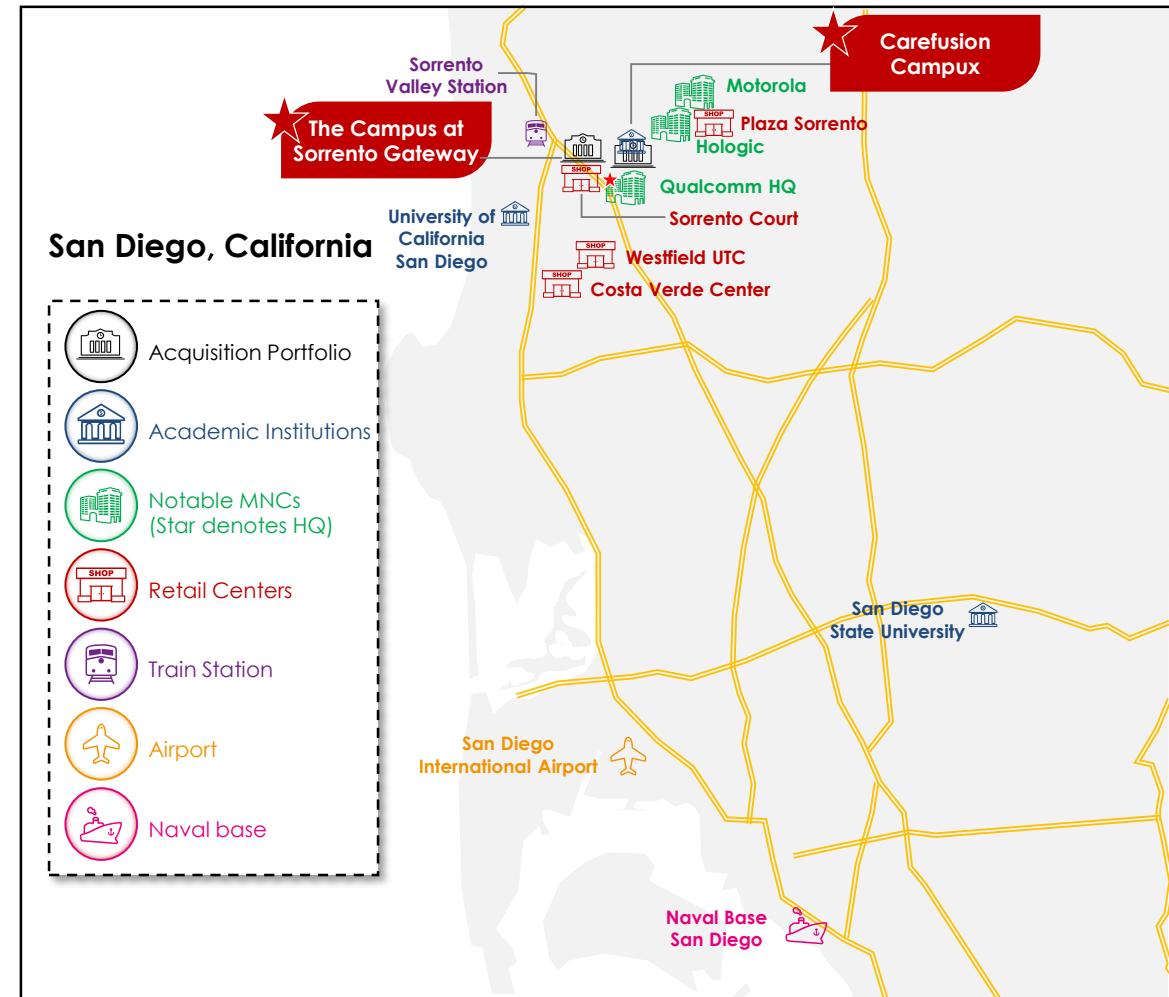 Carefusion
Campux
Sorrento
Valley Station
Motorola
SHOP
Plaza Sorrento
The Campus at
Sorrento Gateway
Hologic
SHOP
Qualcomm HQ
University of
California
San Diego
Sorrento Court
San Diego, California
SHOP
Westfield UTC
SHOP
Costa Verde Center
Acquisition Portfolio
Academic Institutions
Notable MNCs
(Star denotes HQ)
SHOP
Retail Centers
Train Station
Airport
Naval base
San Diego
State University
San Diego
International Airport
Naval Base
San Diego